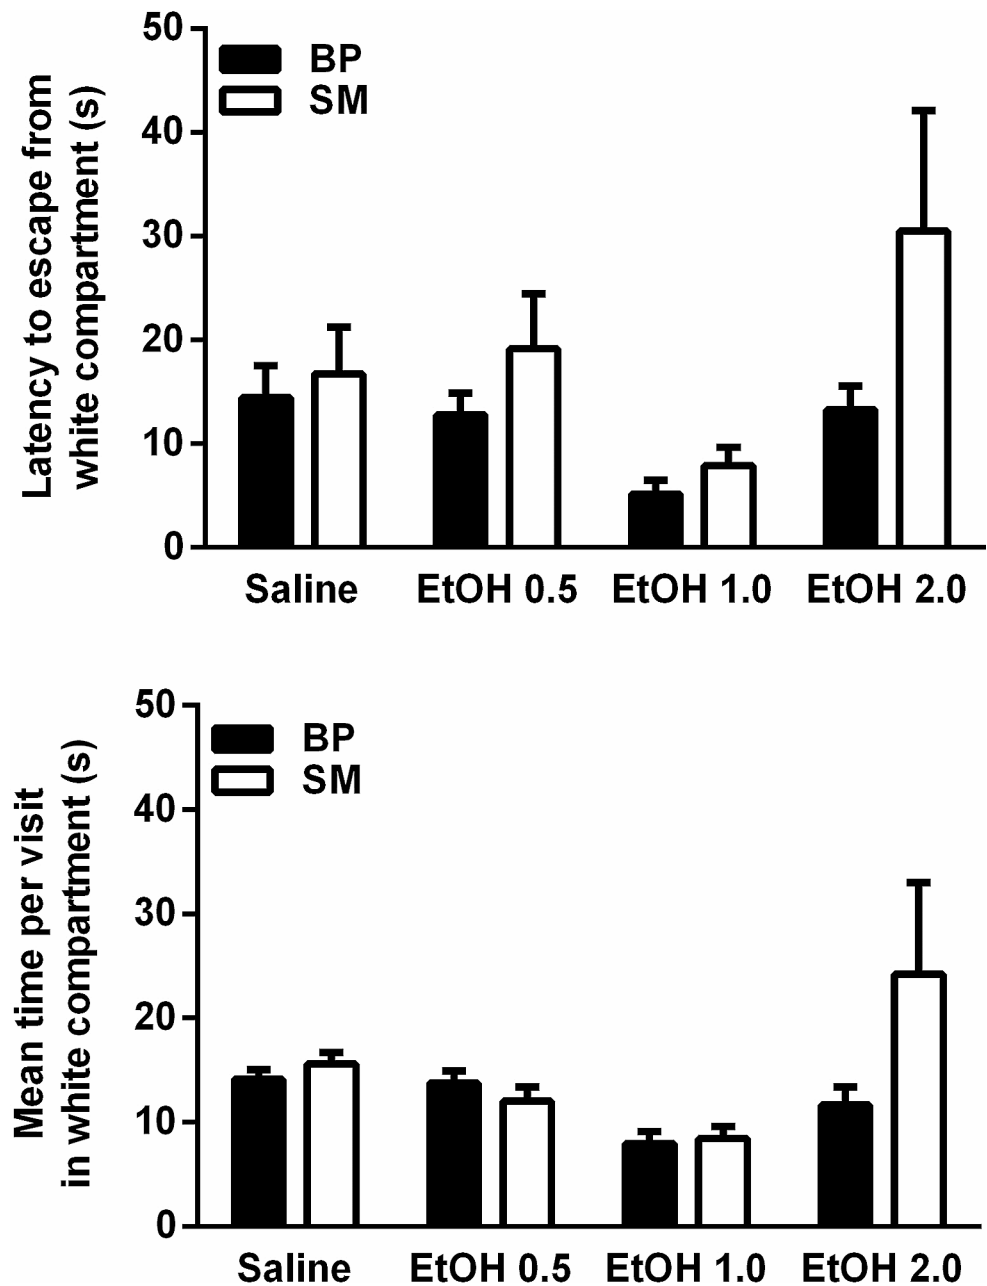 Latency to escape from
white compartment (s)
50
40
30
20
10
0
BP
SM
Saline EtOH 0.5 EtOH 1.0 EtOH 2.0
Mean time per visit
in white compartment (s)
50
40
30
20
10
0
BP
SM
Saline EtOH 0.5 EtOH 1.0 EtOH 2.0